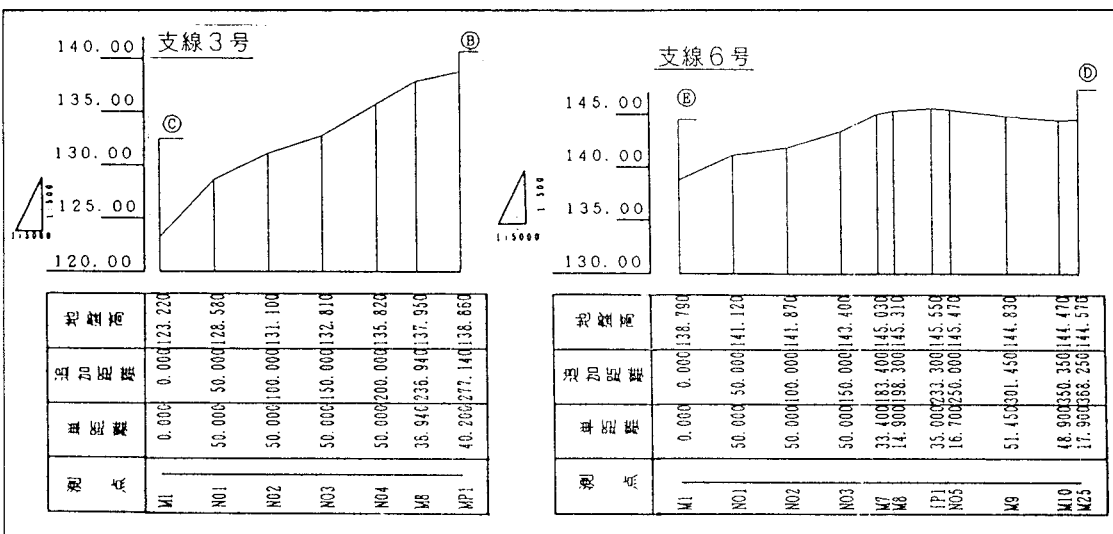 支線3号
Ⓑ
Ⓒ
140.00
135.00
130.00
125.00
120.00
1:500
1:5000
地盤高 123.220 128.580 131.100 132.810 135.820 137.950 138.660
追加距離 0.000 50.000 100.000 150.000 200.000 236.940 277.140
単距離 0.000 50.000 50.000 50.000 50.000 36.940 40.200
測点 M1 NO1 NO2 NO3 NO4 M8 MP1
支線6号
Ⓓ
Ⓔ
145.00
140.00
135.00
130.00
1:500
1:5000
地盤高 138.790 141.120 141.870 143.400 145.030 145.310 145.550 145.470 144.830 144.470 144.570
追加距離 0.000 50.000 100.000 150.000 183.400 198.300 233.300 250.000 301.450 350.350 368.250
単距離 0.000 50.000 50.000 50.000 33.400 14.900 35.000 16.700 51.450 48.900 17.900
測点 M1 NO1 NO2 NO3 M7 M8 IP1 NO5 M9 M10 M25